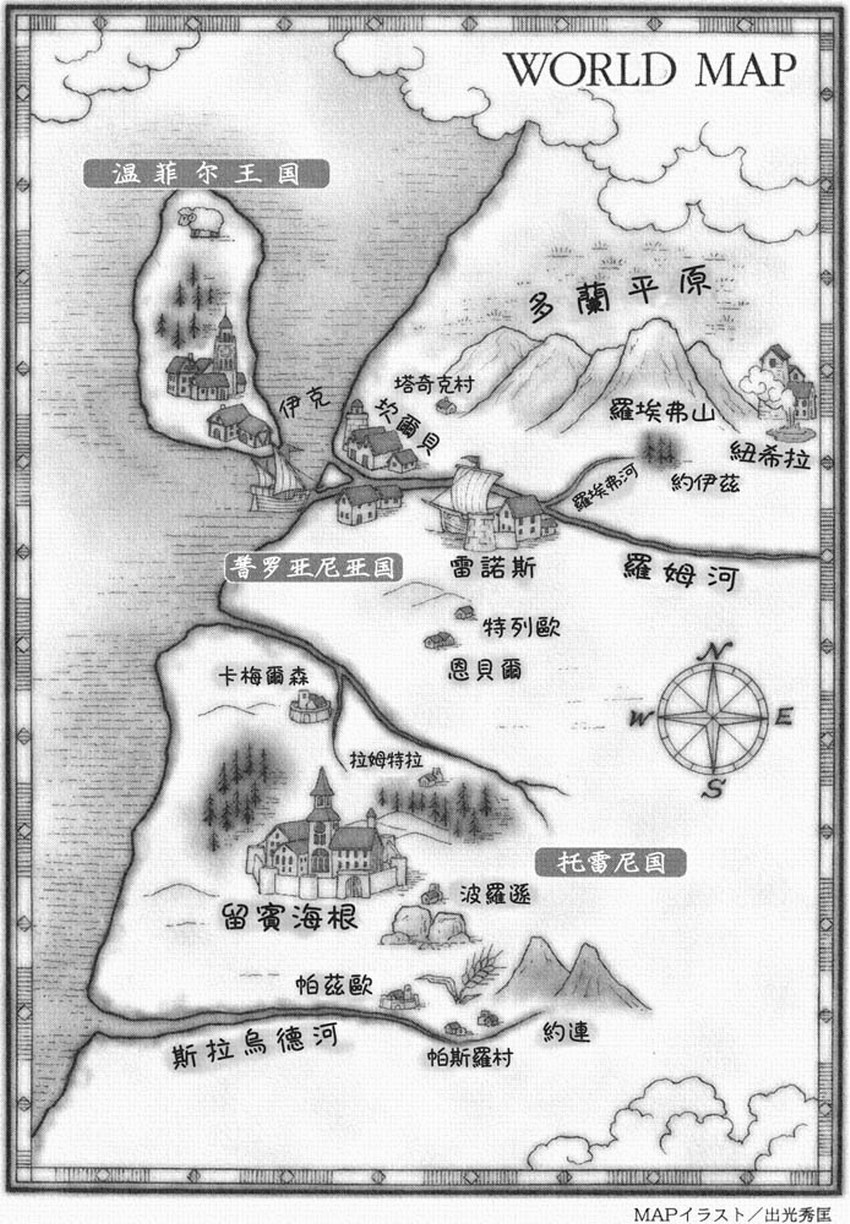 WORLD MAP
温菲尔王国
多蘭平原
塔奇克村
伊克
坎爾貝
羅埃弗山
紐希拉
羅埃弗河
約伊茲
普罗亚尼亚国
雷諾斯
羅姆河
特列歐
恩貝爾
卡梅爾森
N
W
E
S
拉姆特拉
托雷尼国
波羅遜
留賓海根
帕茲歐
約連
斯拉烏德河
帕斯羅村
MAPイラスト／出光秀匡